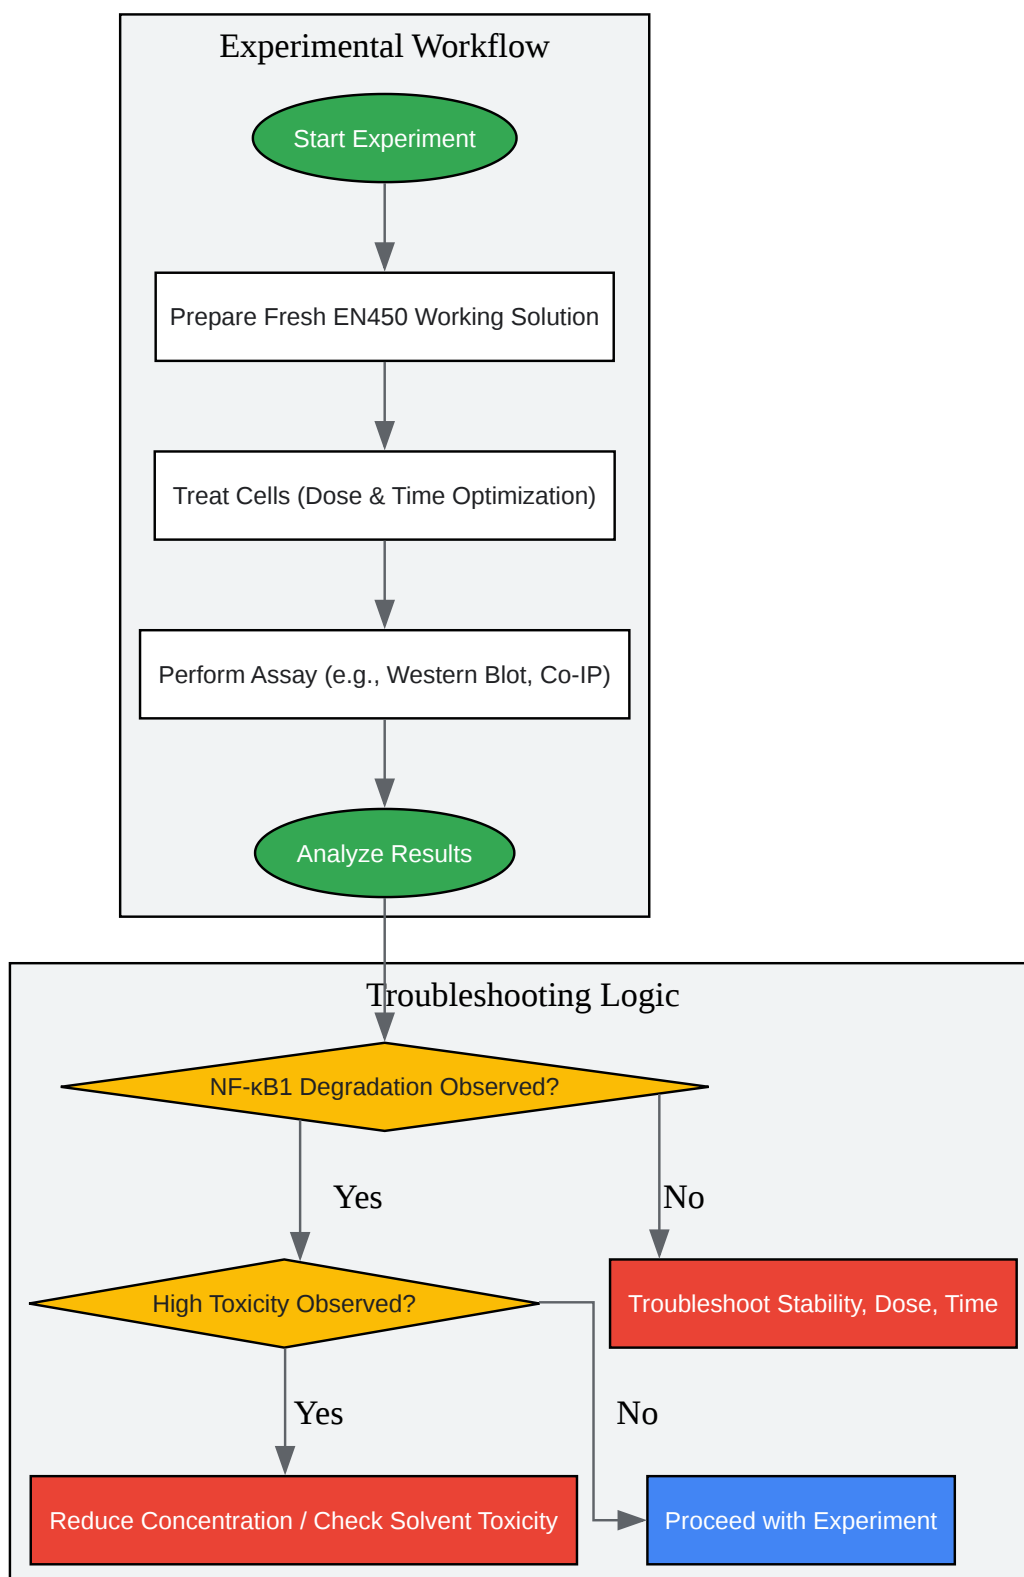 Experimental Workflow
Start Experiment
Prepare Fresh EN450 Working Solution
Treat Cells (Dose & Time Optimization)
Perform Assay (e.g., Western Blot, Co-IP)
Analyze Results
Troubleshooting Logic
NF-κB1 Degradation Observed?
Yes
No
High Toxicity Observed?
Troubleshoot Stability, Dose, Time
Yes
No
Reduce Concentration / Check Solvent Toxicity
Proceed with Experiment